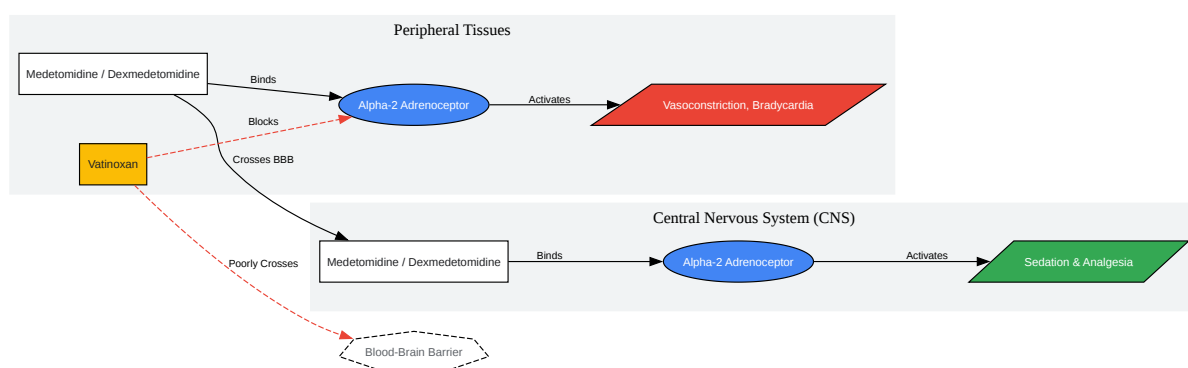 Peripheral Tissues
Medetomidine / Dexmedetomidine
Binds
Alpha-2 Adrenoceptor
Activates
Vasoconstriction, Bradycardia
Blocks
Vatinoxan
Crosses BBB
Central Nervous System (CNS)
Medetomidine / Dexmedetomidine
Binds
Alpha-2 Adrenoceptor
Activates
Sedation & Analgesia
Poorly Crosses
Blood-Brain Barrier